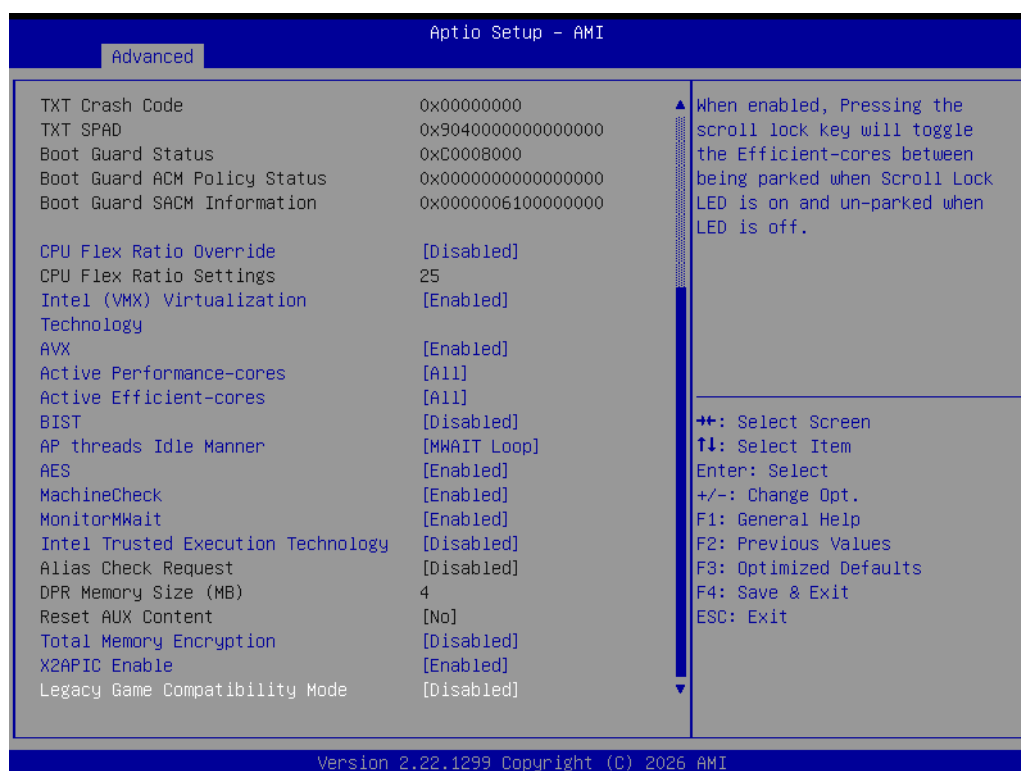 Aptio Setup – AMI
Advanced
TXT Crash Code 0x00000000
TXT SPAD 0x9040000000000000
Boot Guard Status 0xC0008000
Boot Guard ACM Policy Status 0x0000000000000000
Boot Guard SACM Information 0x0000006100000000
CPU Flex Ratio Override [Disabled]
CPU Flex Ratio Settings 25
Intel (VMX) Virtualization [Enabled]
Technology
AVX [Enabled]
Active Performance-cores [All]
Active Efficient-cores [All]
BIST [Disabled]
AP threads Idle Manner [MWAIT Loop]
AES [Enabled]
MachineCheck [Enabled]
MonitorMWait [Enabled]
Intel Trusted Execution Technology [Disabled]
Alias Check Request [Disabled]
DPR Memory Size (MB) 4
Reset AUX Content [No]
Total Memory Encryption [Disabled]
X2APIC Enable [Enabled]
Legacy Game Compatibility Mode [Disabled]
When enabled, Pressing the
scroll lock key will toggle
the Efficient-cores between
being parked when Scroll Lock
LED is on and un-parked when
LED is off.
→←: Select Screen
↑↓: Select Item
Enter: Select
+/-: Change Opt.
F1: General Help
F2: Previous Values
F3: Optimized Defaults
F4: Save & Exit
ESC: Exit
Version 2.22.1299 Copyright (C) 2026 AMI